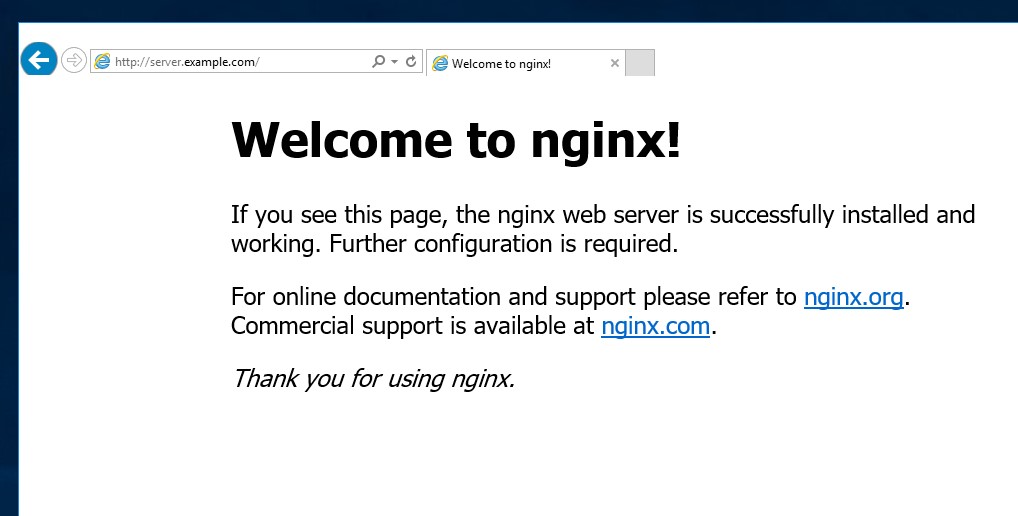 http://server.example.com/
Welcome to nginx!
Welcome to nginx!
If you see this page, the nginx web server is successfully installed and
working. Further configuration is required.
For online documentation and support please refer to nginx.org.
Commercial support is available at nginx.com.
Thank you for using nginx.